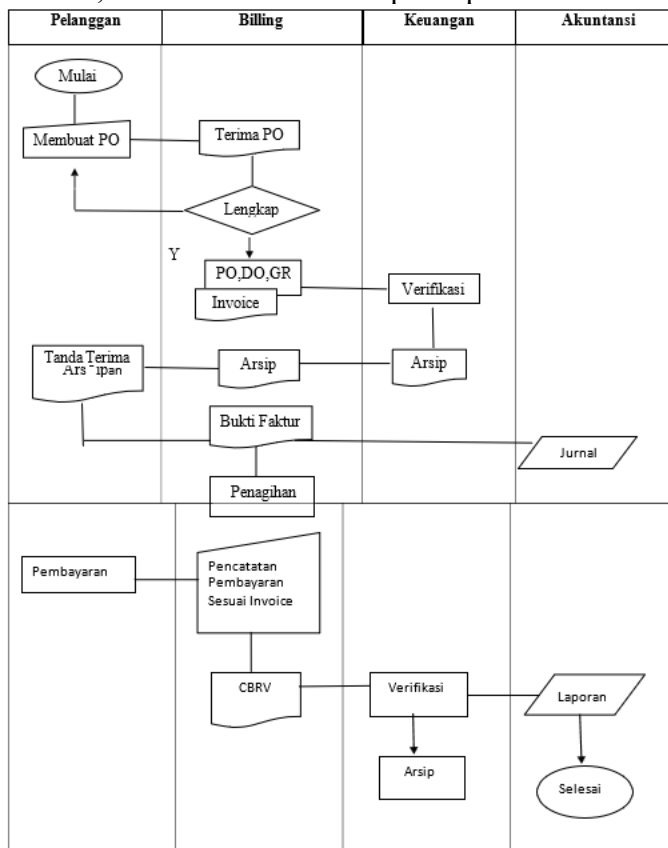 Pelanggan Billing Keuangan Akuntansi
Mulai
Membuat PO
Terima PO
Lengkap
Y
PO,DO,GR
Invoice
Verifikasi
Tanda Terima
Arsipan
Arsip
Arsip
Bukti Faktur
Jurnal
Penagihan
Pembayaran
Pencatatan
Pembayaran
Sesuai Invoice
CBRV
Verifikasi
Laporan
Arsip
Selesai